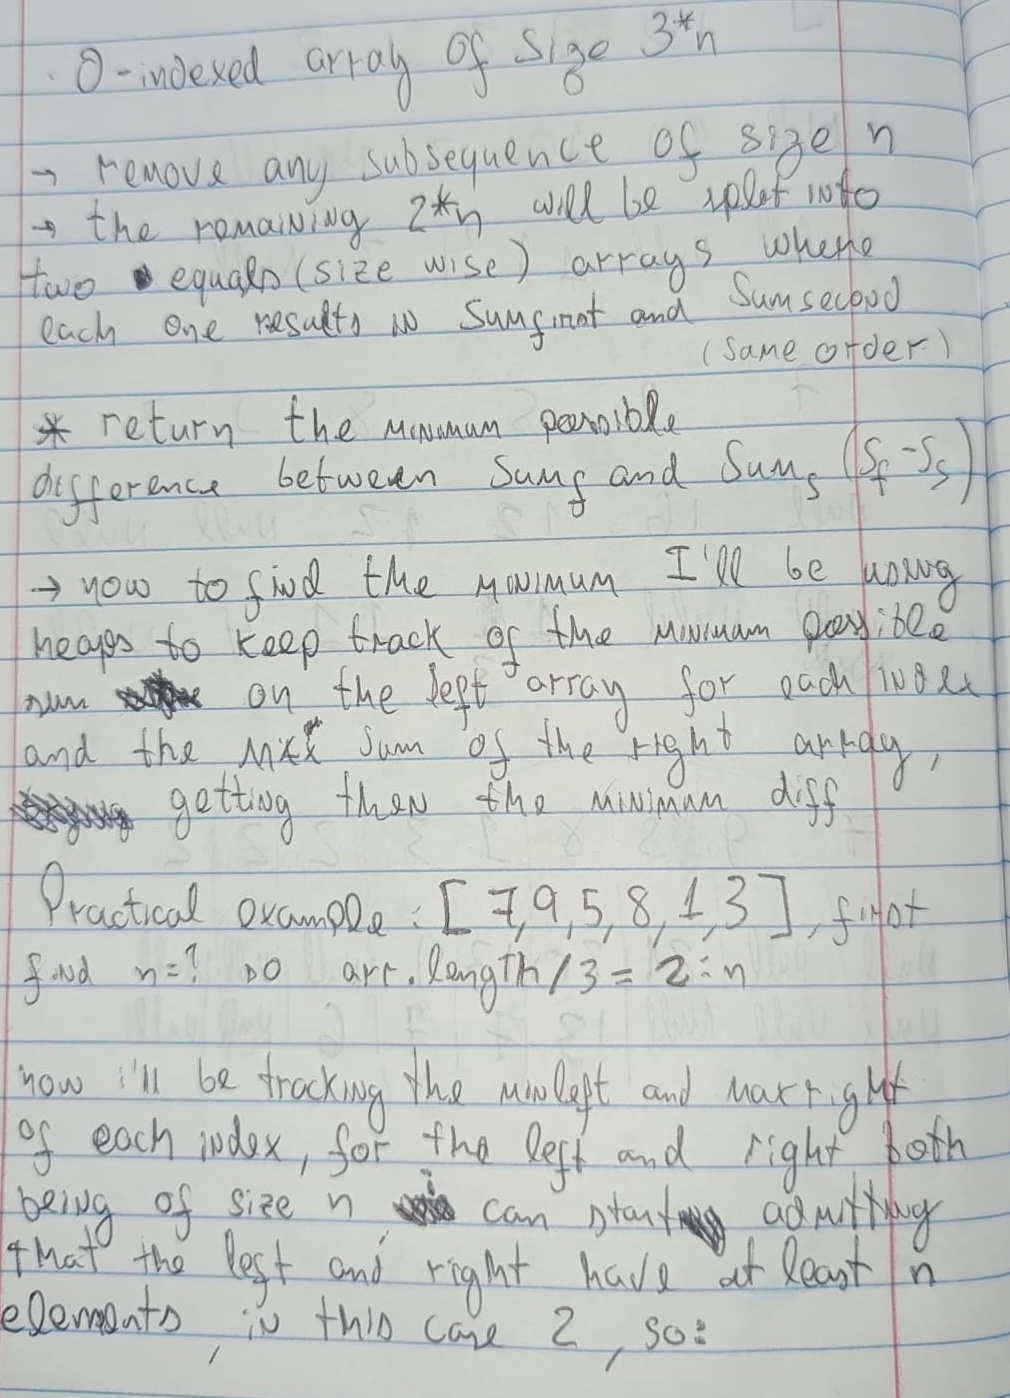 0-indexed array of size 3*n
→ remove any subsequence of size n
→ the remaining 2*n will be splot into
two equals (size wise) arrays where
each one results in Sumfirst and Sumsecond
(same order)
* return the minimum possible
difference between Sumf and Sums (Sf-Ss)
→ now to find the minimum I'll be using
heaps to keep track of the minimum possible
sum on the left array for each index
and the max sum of the right array,
getting then the minimum diff
Practical example: [7,9,5,8,1,3], first
find n=? so arr.length/3 = 2 = n
now i'll be tracking the minleft and maxright
of each index, for the left and right both
being of size n i can start admitting
that the left and right have at least n
elements, in this case 2, so: